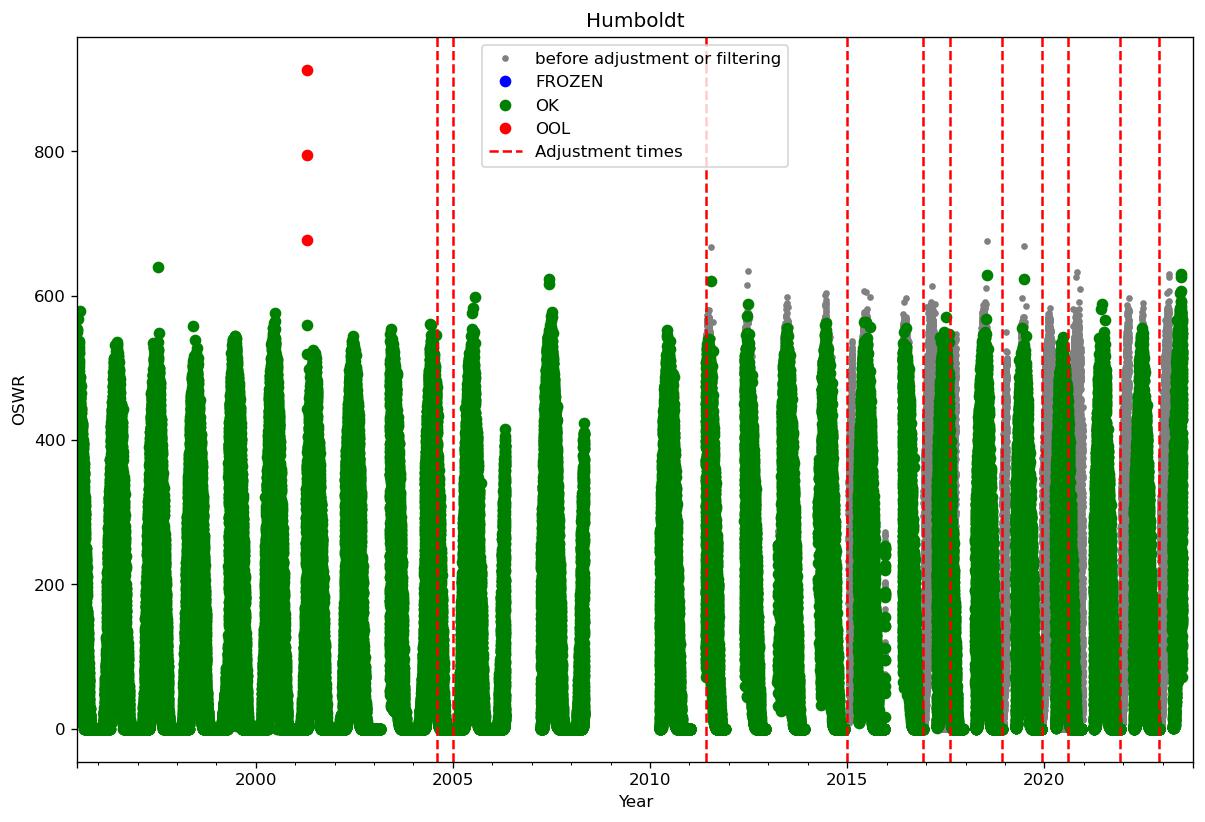 Humboldt
before adjustment or filtering
FROZEN
OK
OOL
Adjustment times
OSWR
800
600
400
200
0
2000 2005 2010 2015 2020
Year